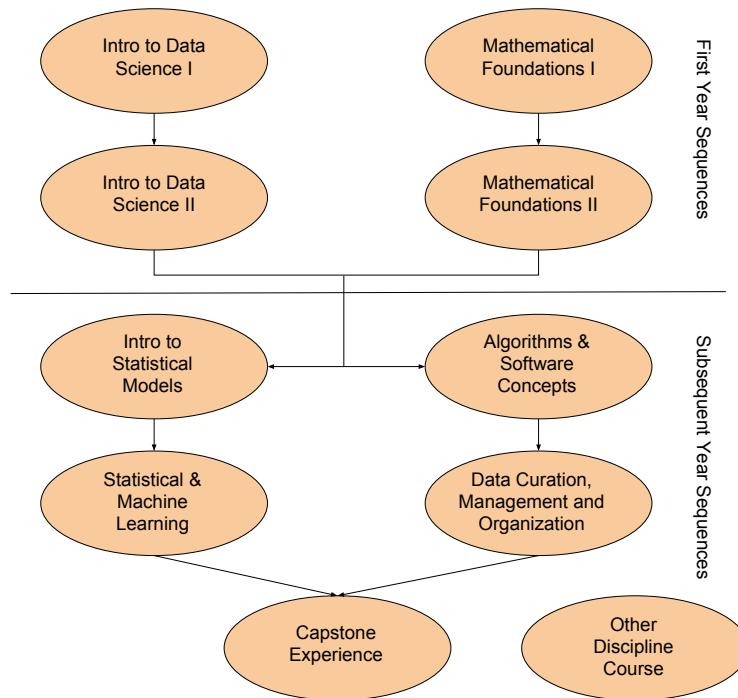 Intro to Data
Science I
Mathematical
Foundations I
First Year Sequences
Intro to Data
Science II
Mathematical
Foundations II
Intro to
Statistical
Models
Algorithms &
Software
Concepts
Subsequent Year Sequences
Statistical &
Machine
Learning
Data Curation,
Management and
Organization
Capstone
Experience
Other
Discipline
Course